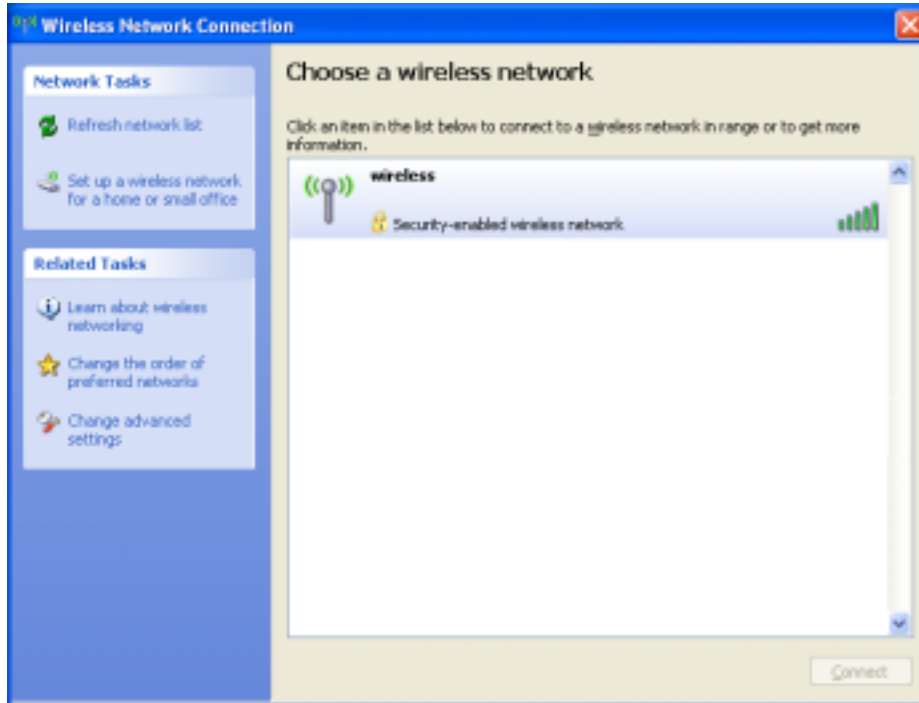 Wireless Network Connection
Network Tasks
Refresh network list
Set up a wireless network
for a home or small office
Related Tasks
Learn about wireless
networking
Change the order of
preferred networks
Change advanced
settings
Choose a wireless network
Click an item in the list below to connect to a wireless network in range or to get more
information.
wireless
Security-enabled wireless network
Connect